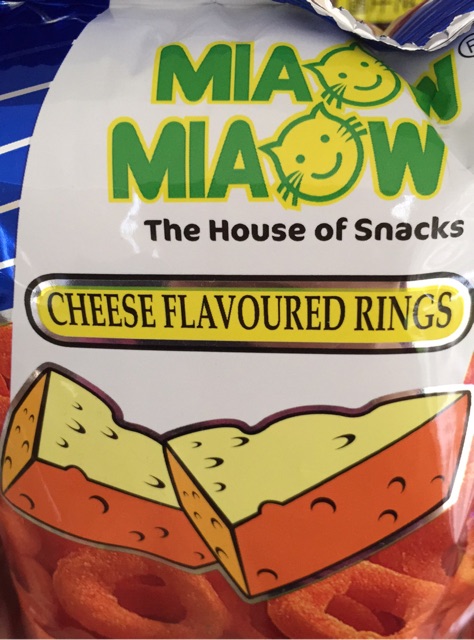 MIAOW
MIAOW
The House of Snacks
CHEESE FLAVOURED RINGS